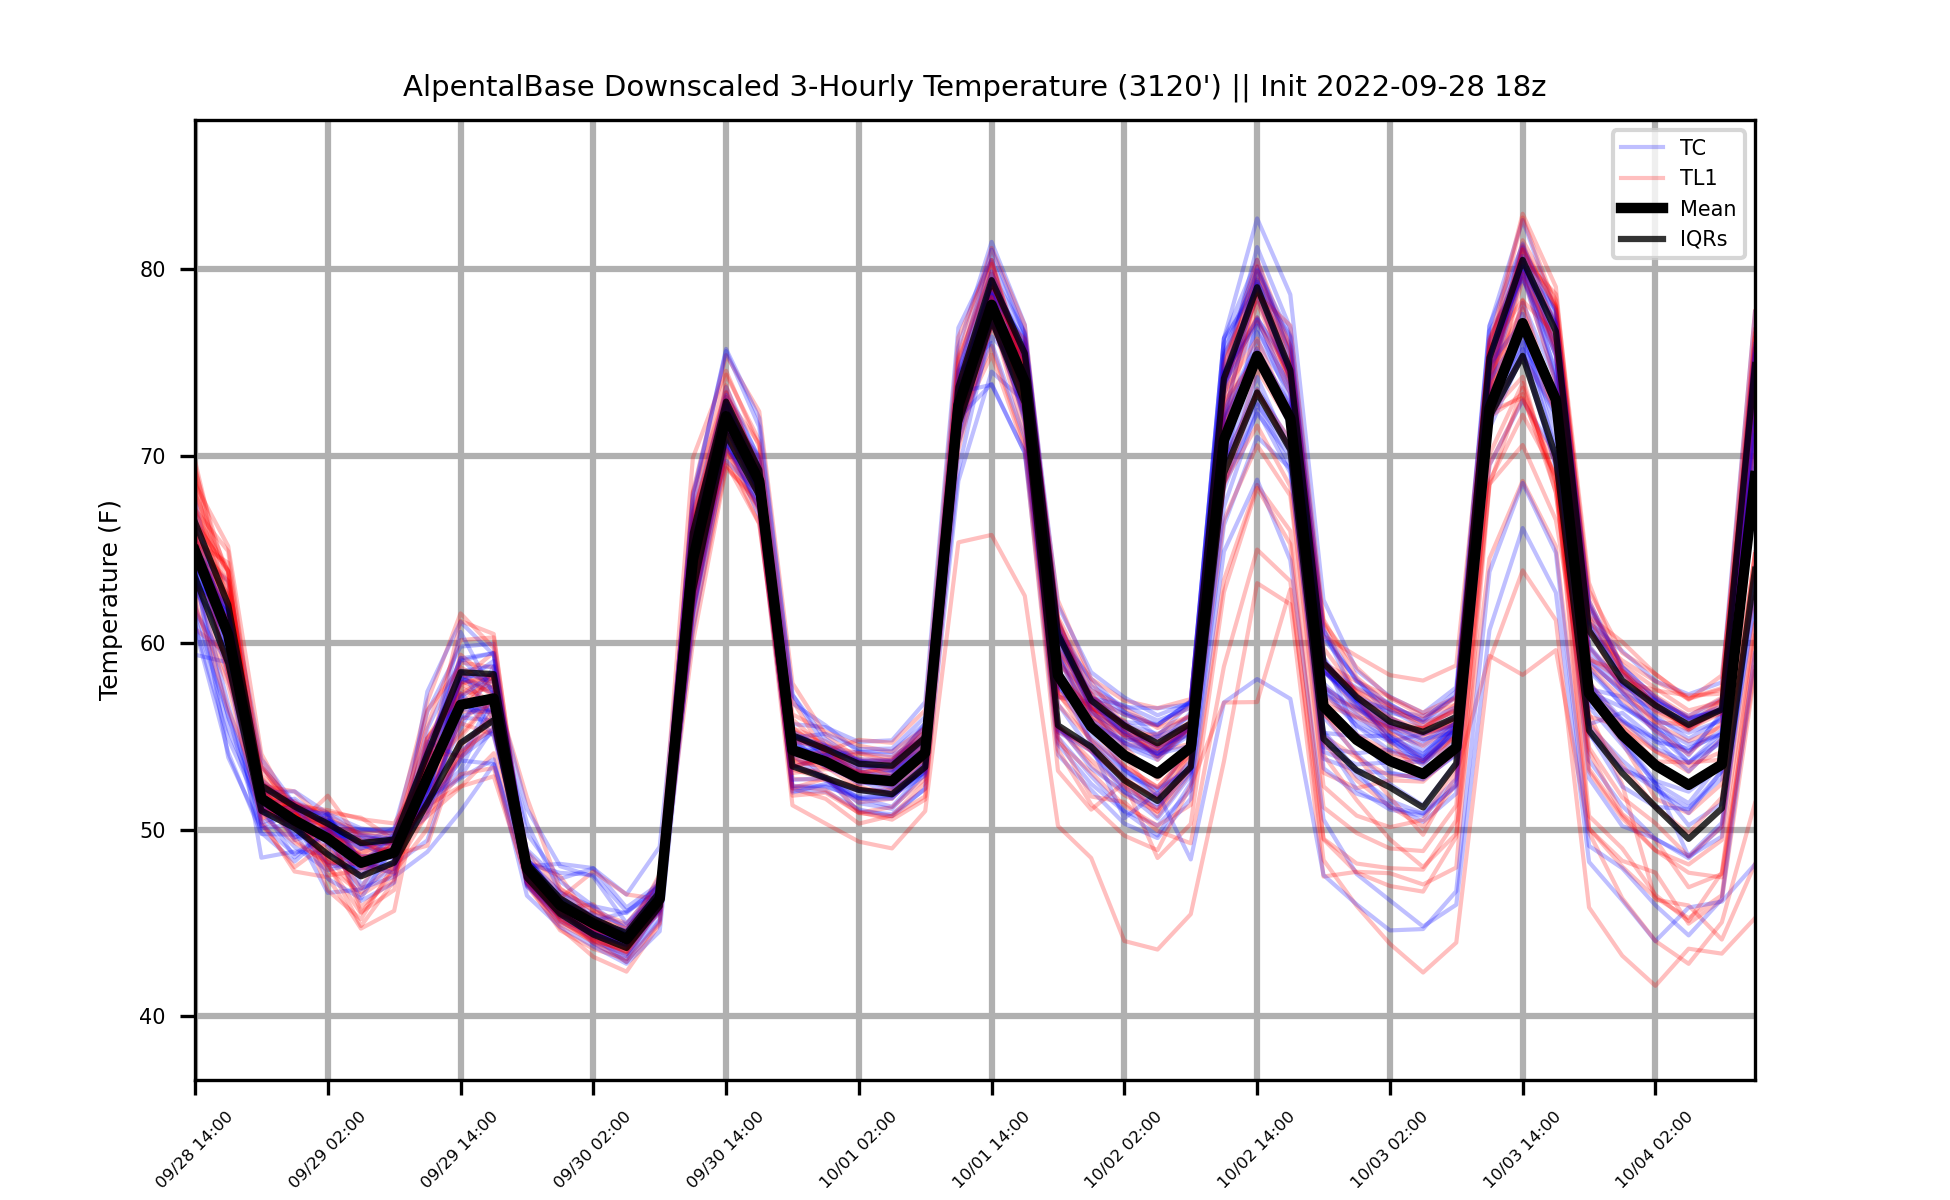 AlpentalBase Downscaled 3-Hourly Temperature (3120') || Init 2022-09-28 18z
TC
TL1
Mean
IQRs
Temperature (F)
80
70
60
50
40
09/28 14:00
09/29 02:00
09/29 14:00
09/30 02:00
09/30 14:00
10/01 02:00
10/01 14:00
10/02 02:00
10/02 14:00
10/03 02:00
10/03 14:00
10/04 02:00